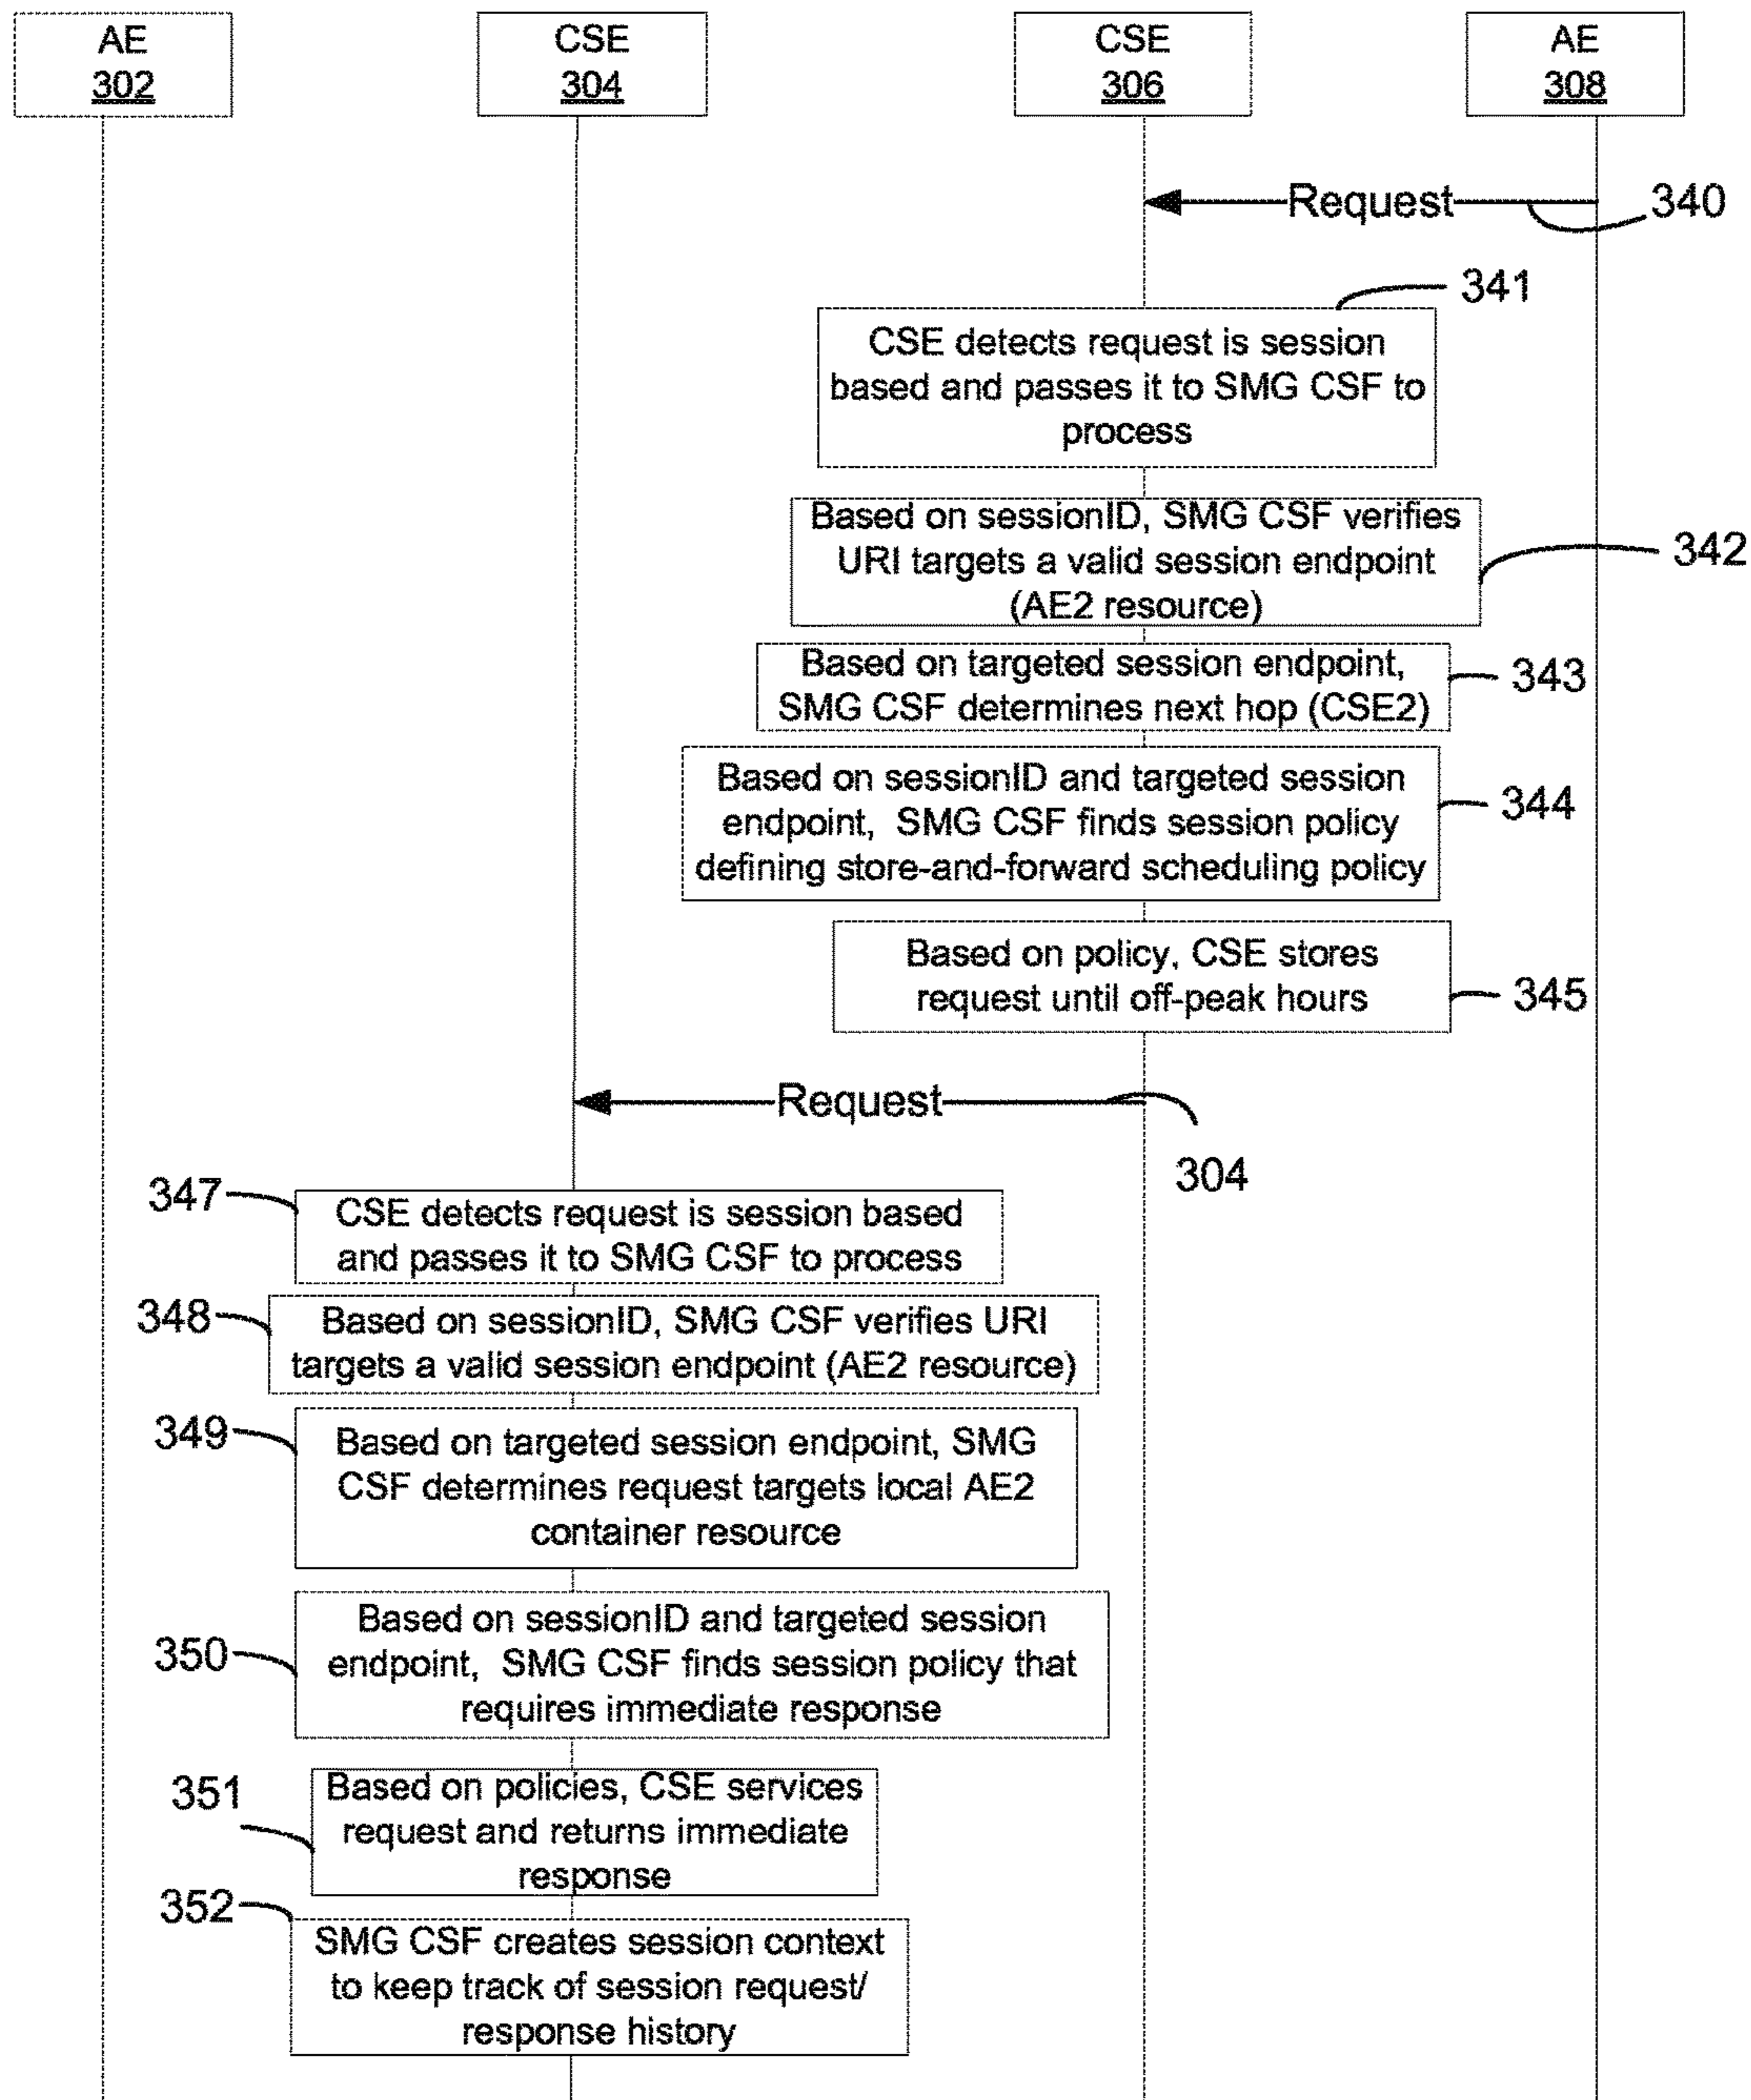 AE
302
CSE
304
CSE
306
AE
308
Request
340
341
CSE detects request is session
based and passes it to SMG CSF to
process
Based on sessionID, SMG CSF verifies
URI targets a valid session endpoint
(AE2 resource)
342
Based on targeted session endpoint,
SMG CSF determines next hop (CSE2)
343
Based on sessionID and targeted session
endpoint, SMG CSF finds session policy
defining store-and-forward scheduling policy
344
Based on policy, CSE stores
request until off-peak hours
345
Request
304
347
CSE detects request is session based
and passes it to SMG CSF to process
348
Based on sessionID, SMG CSF verifies URI
targets a valid session endpoint (AE2 resource)
349
Based on targeted session endpoint, SMG
CSF determines request targets local AE2
container resource
350
Based on sessionID and targeted session
endpoint, SMG CSF finds session policy that
requires immediate response
351
Based on policies, CSE services
request and returns immediate
response
352
SMG CSF creates session context
to keep track of session request/
response history